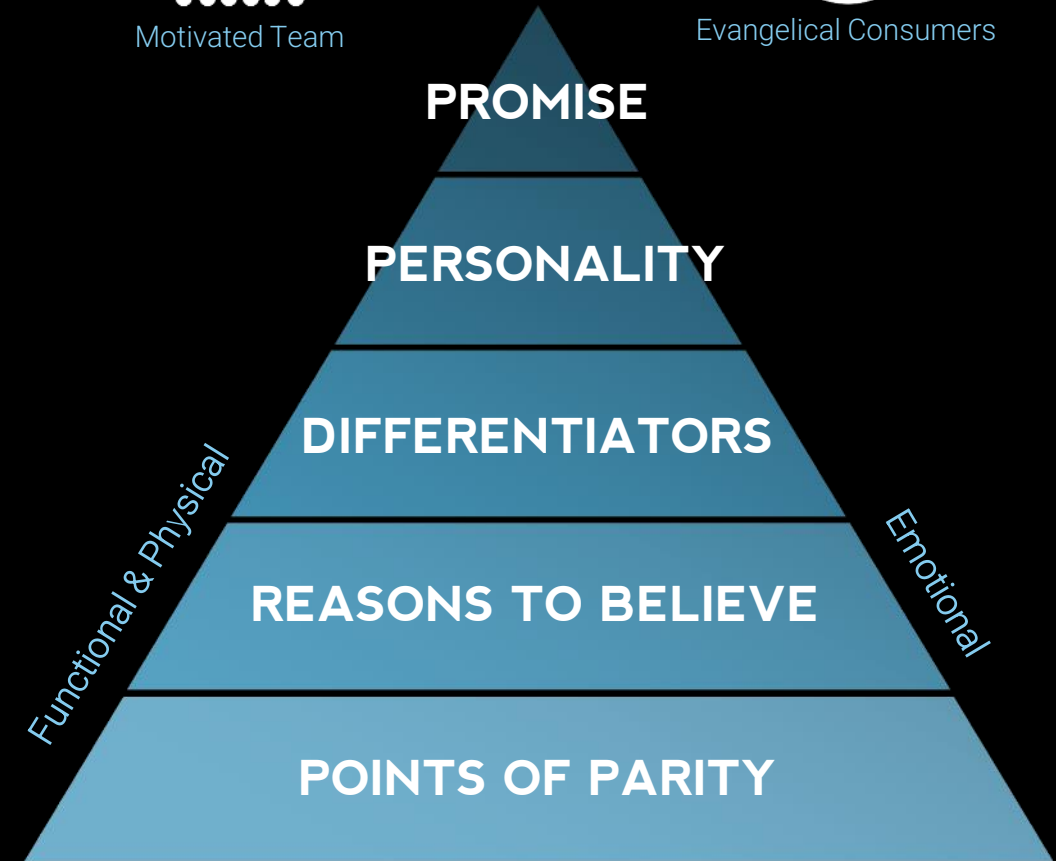 Motivated Team
Evangelical Consumers
PROMISE
PERSONALITY
DIFFERENTIATORS
Functional & Physical
Emotional
REASONS TO BELIEVE
POINTS OF PARITY